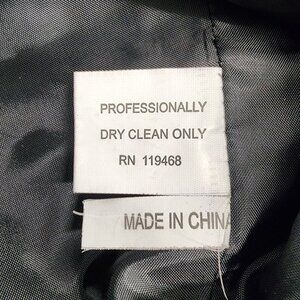 PROFESSIONALLY
DRY CLEAN ONLY
RN 119468
MADE IN CHINA